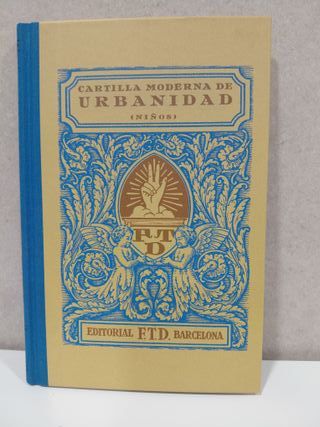 CARTILLA MODERNA DE
URBANIDAD
(NIÑOS)
F.T.
D
EDITORIAL F.T.D. BARCELONA